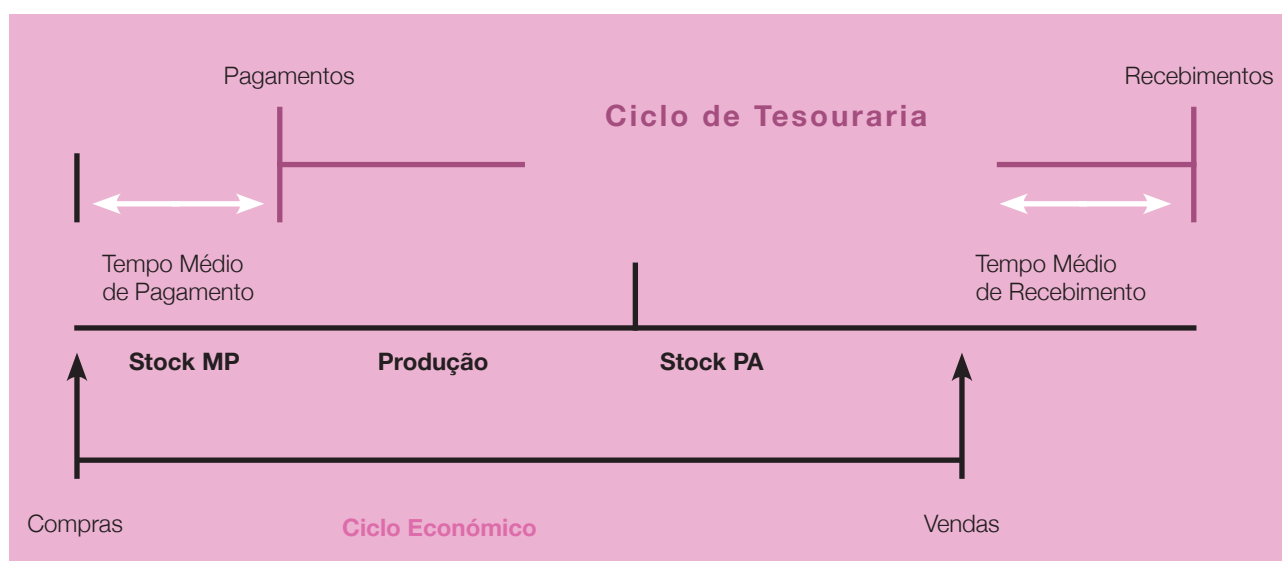 Pagamentos
Recebimentos
Ciclo de Tesouraria
Tempo Médio
de Pagamento
Tempo Médio
de Recebimento
Stock MP
Produção
Stock PA
Compras
Ciclo Económico
Vendas